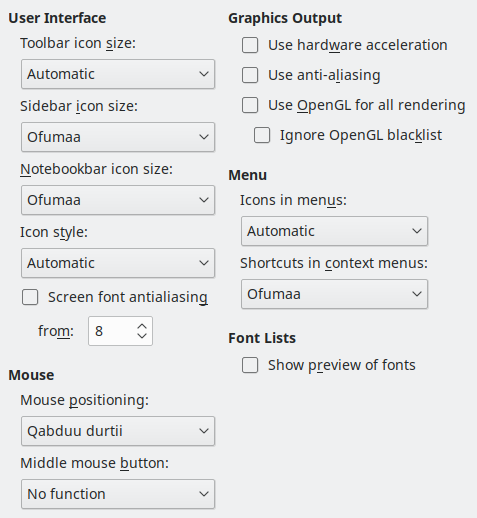 User Interface
Toolbar icon size:
Automatic
Sidebar icon size:
Ofumaa
Notebookbar icon size:
Ofumaa
Icon style:
Automatic
Screen font antialiasing
from: 8
Mouse
Mouse positioning:
Qabduu durtii
Middle mouse button:
No function
Graphics Output
Use hardware acceleration
Use anti-aliasing
Use OpenGL for all rendering
Ignore OpenGL blacklist
Menu
Icons in menus:
Automatic
Shortcuts in context menus:
Ofumaa
Font Lists
Show preview of fonts